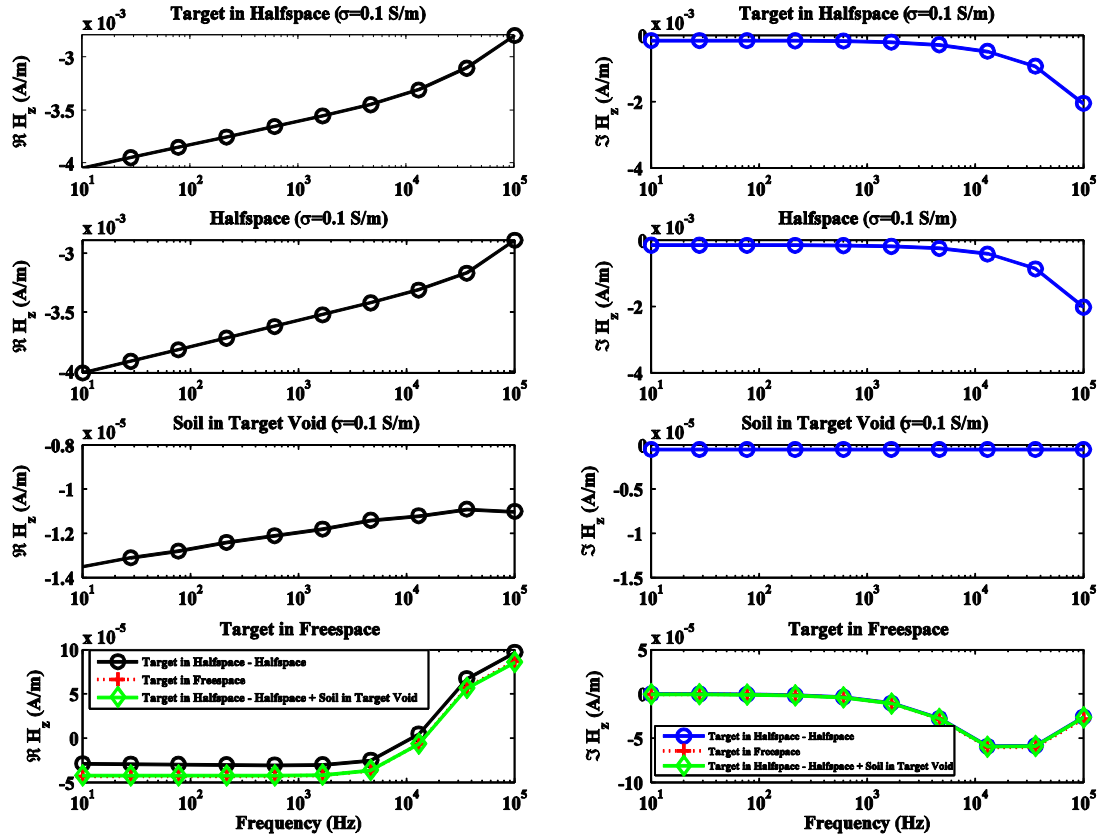 Target in Halfspace (σ=0.1 S/m)
x 10^-3
-3
-3.5
-4
ℜ H_z (A/m)
10^1 10^2 10^3 10^4 10^5
Target in Halfspace (σ=0.1 S/m)
x 10^-3
0
-2
-4
ℑ H_z (A/m)
10^1 10^2 10^3 10^4 10^5
Halfspace (σ=0.1 S/m)
x 10^-3
-3
-3.5
-4
ℜ H_z (A/m)
10^1 10^2 10^3 10^4 10^5
Halfspace (σ=0.1 S/m)
x 10^-3
0
-2
-4
ℑ H_z (A/m)
10^1 10^2 10^3 10^4 10^5
Soil in Target Void (σ=0.1 S/m)
x 10^-5
-0.8
-1
-1.2
-1.4
ℜ H_z (A/m)
10^1 10^2 10^3 10^4 10^5
Soil in Target Void (σ=0.1 S/m)
x 10^-5
0
-0.5
-1
-1.5
ℑ H_z (A/m)
10^1 10^2 10^3 10^4 10^5
Target in Freespace
x 10^-5
10
5
0
-5
ℜ H_z (A/m)
Target in Halfspace - Halfspace
Target in Freespace
Target in Halfspace - Halfspace + Soil in Target Void
10^1 10^2 10^3 10^4 10^5
Frequency (Hz)
Target in Freespace
x 10^-5
5
0
-5
-10
ℑ H_z (A/m)
Target in Halfspace - Halfspace
Target in Freespace
Target in Halfspace - Halfspace + Soil in Target Void
10^1 10^2 10^3 10^4 10^5
Frequency (Hz)